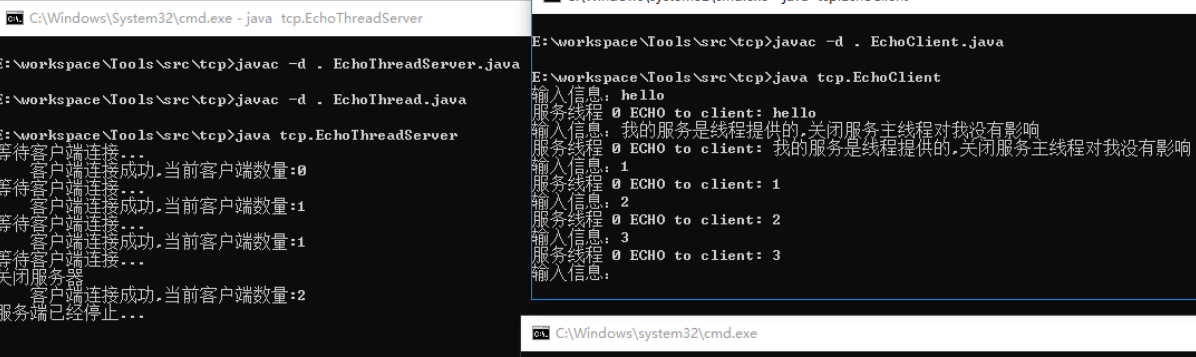 C:\Windows\System32\cmd.exe - java  tcp.EchoThreadServer
E:\workspace\Tools\src\tcp>javac -d . EchoThreadServer.java
E:\workspace\Tools\src\tcp>javac -d . EchoThread.java
E:\workspace\Tools\src\tcp>java tcp.EchoThreadServer
等待客户端连接...
客户端连接成功,当前客户端数量:0
等待客户端连接...
客户端连接成功,当前客户端数量:1
等待客户端连接...
客户端连接成功,当前客户端数量:1
等待客户端连接...
关闭服务器
客户端连接成功,当前客户端数量:2
服务端已经停止...
E:\workspace\Tools\src\tcp>javac -d . EchoClient.java
E:\workspace\Tools\src\tcp>java tcp.EchoClient
输入信息：hello
服务线程 0 ECHO to client: hello
输入信息：我的服务是线程提供的,关闭服务主线程对我没有影响
服务线程 0 ECHO to client: 我的服务是线程提供的,关闭服务主线程对我没有影响
输入信息：1
服务线程 0 ECHO to client: 1
输入信息：2
服务线程 0 ECHO to client: 2
输入信息：3
服务线程 0 ECHO to client: 3
输入信息：
C:\Windows\system32\cmd.exe